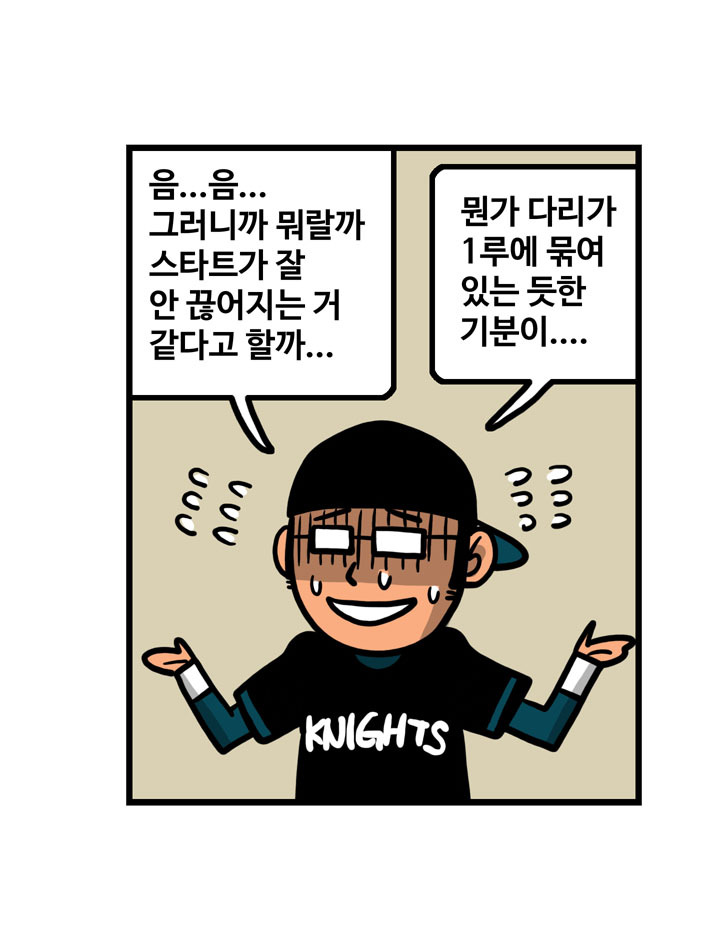 음...음...
그러니까 뭐랄까
스타트가 잘
안 끊어지는 거
같다고 할까...
뭔가 다리가
1루에 묶여
있는 듯한
기분이....
KNIGHTS